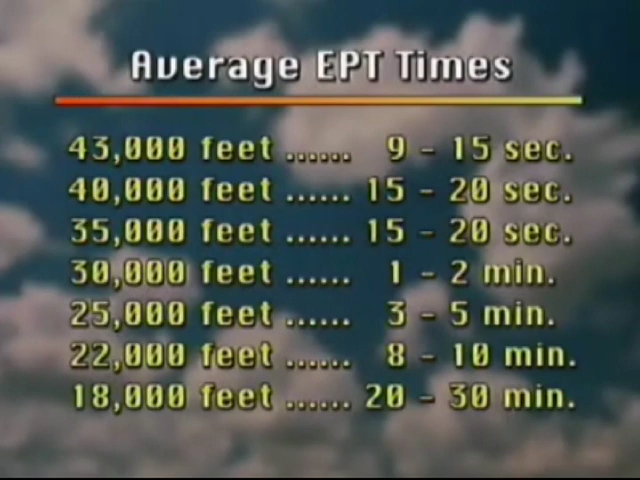 Average EPT Times
43,000 feet ...... 9 - 15 sec.
40,000 feet ...... 15 - 20 sec.
35,000 feet ...... 15 - 20 sec.
30,000 feet ...... 1 - 2 min.
25,000 feet ...... 3 - 5 min.
22,000 feet ...... 8 - 10 min.
18,000 feet ...... 20 - 30 min.